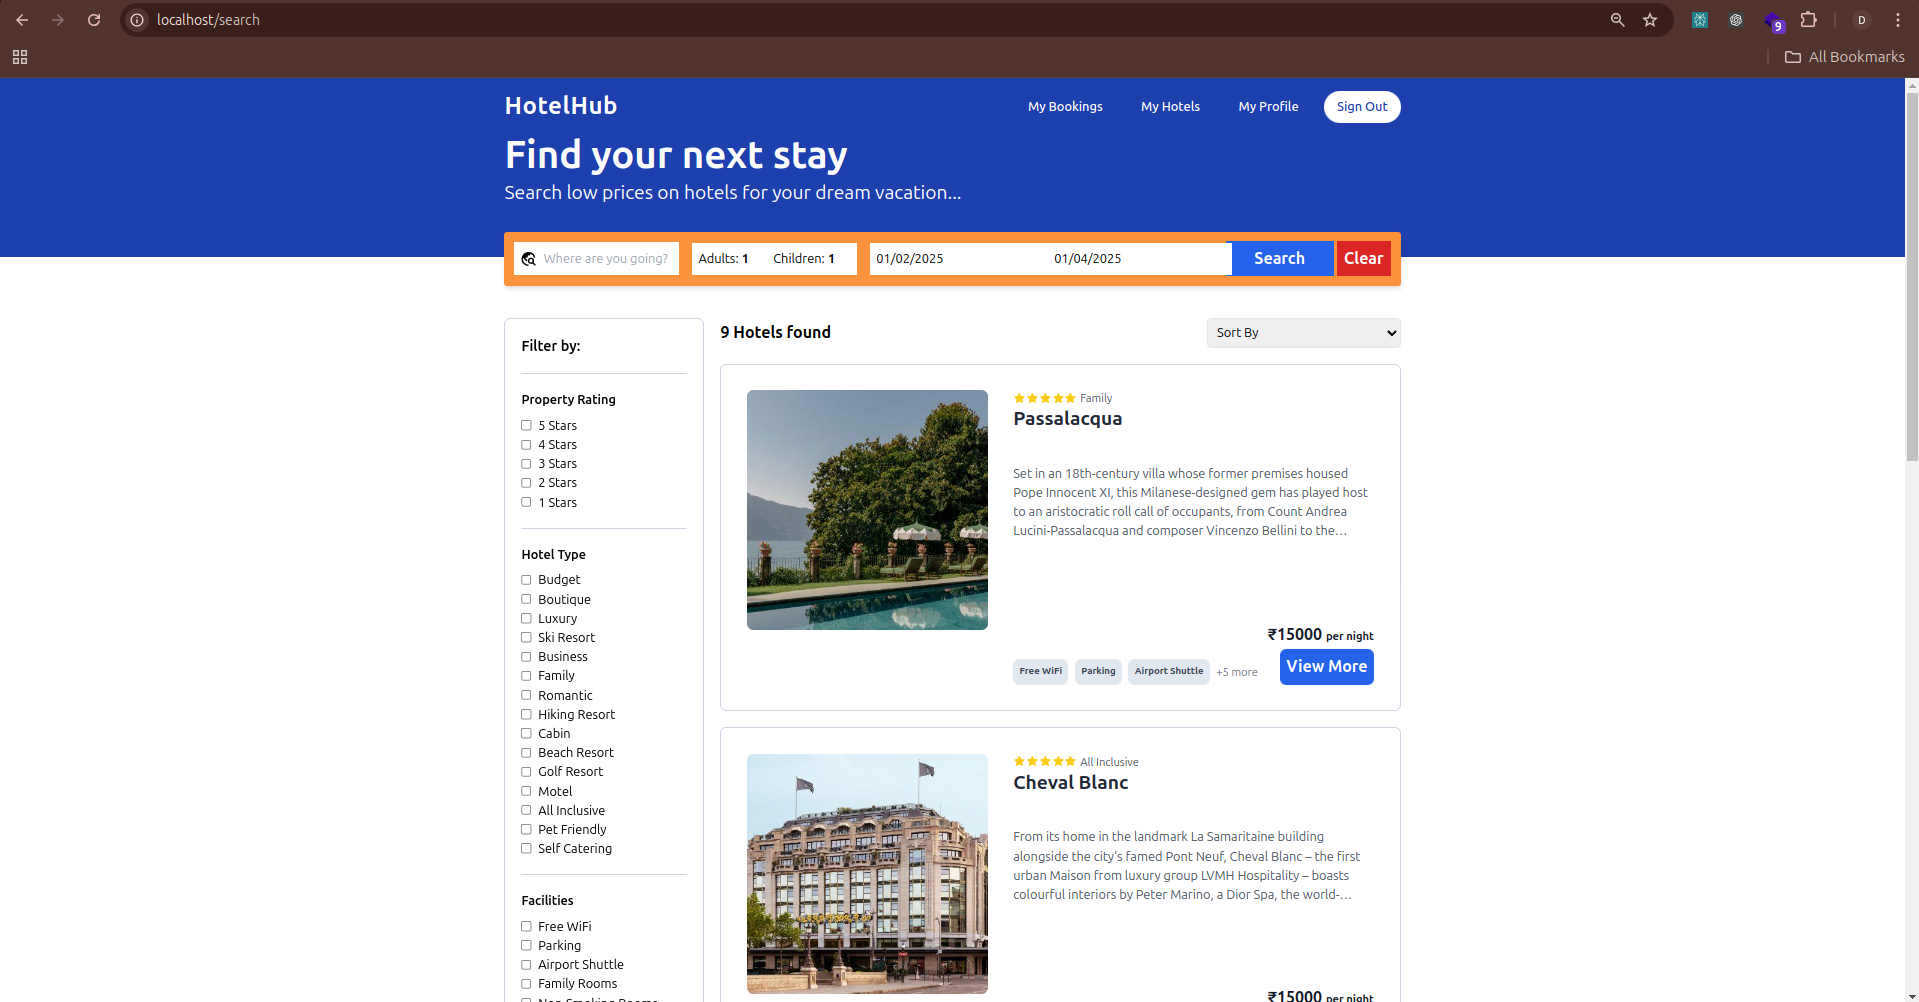 localhost/search
9
D
All Bookmarks
HotelHub
My Bookings
My Hotels
My Profile
Sign Out
Find your next stay
Search low prices on hotels for your dream vacation...
Where are you going?
Adults: 1
Children: 1
01/02/2025
01/04/2025
Search
Clear
Filter by:
Property Rating
5 Stars
4 Stars
3 Stars
2 Stars
1 Stars
Hotel Type
Budget
Boutique
Luxury
Ski Resort
Business
Family
Romantic
Hiking Resort
Cabin
Beach Resort
Golf Resort
Motel
All Inclusive
Pet Friendly
Self Catering
Facilities
Free WiFi
Parking
Airport Shuttle
Family Rooms
Non-Smoking Rooms
9 Hotels found
Sort By
Family
Passalacqua
Set in an 18th-century villa whose former premises housed
Pope Innocent XI, this Milanese-designed gem has played host
to an aristocratic roll call of occupants, from Count Andrea
Lucini-Passalacqua and composer Vincenzo Bellini to the…
₹15000 per night
Free WiFi
Parking
Airport Shuttle
+5 more
View More
All Inclusive
Cheval Blanc
From its home in the landmark La Samaritaine building
alongside the city’s famed Pont Neuf, Cheval Blanc – the first
urban Maison from luxury group LVMH Hospitality – boasts
colourful interiors by Peter Marino, a Dior Spa, the world-…
₹15000 per night